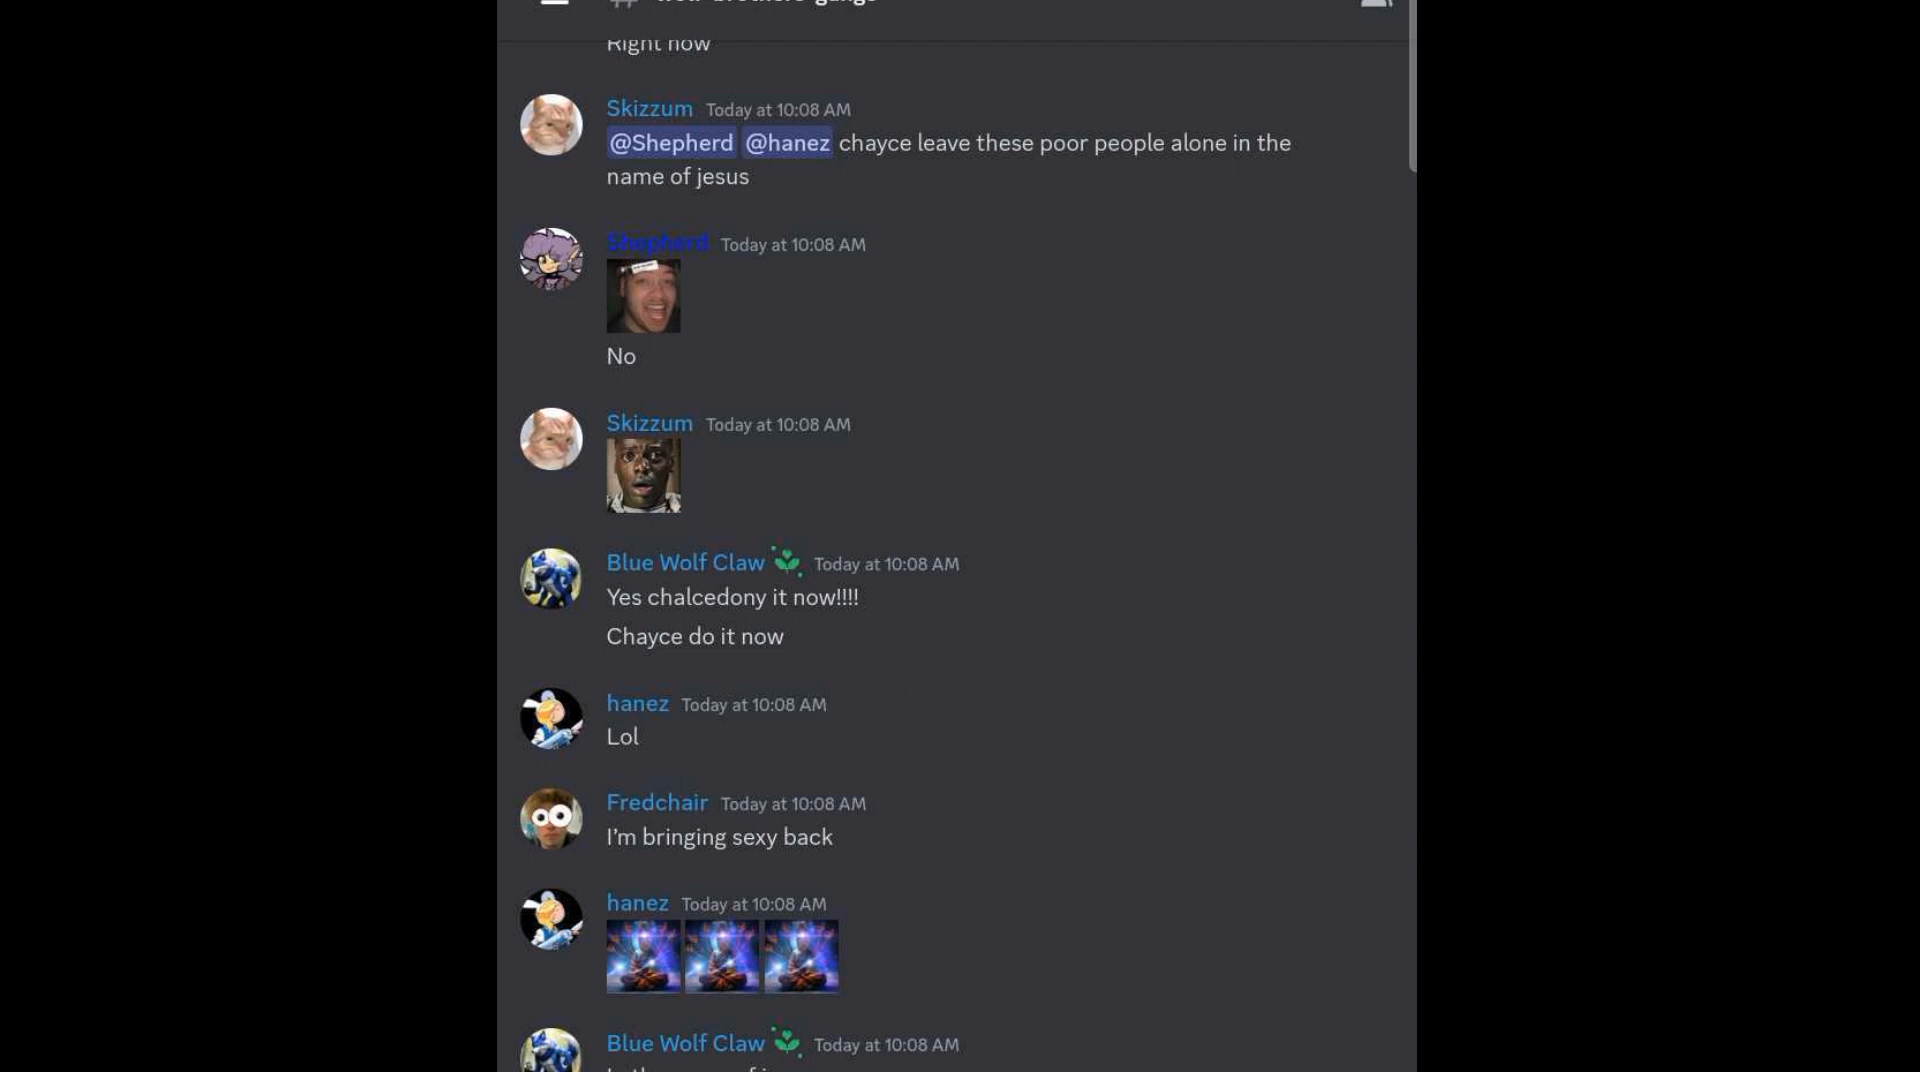 Right now
Skizzum Today at 10:08 AM
@Shepherd @hanez chayce leave these poor people alone in the
name of jesus
Shepherd Today at 10:08 AM
No
Skizzum Today at 10:08 AM
Blue Wolf Claw Today at 10:08 AM
Yes chalcedony it now!!!!
Chayce do it now
hanez Today at 10:08 AM
Lol
Fredchair Today at 10:08 AM
I'm bringing sexy back
hanez Today at 10:08 AM
Blue Wolf Claw Today at 10:08 AM